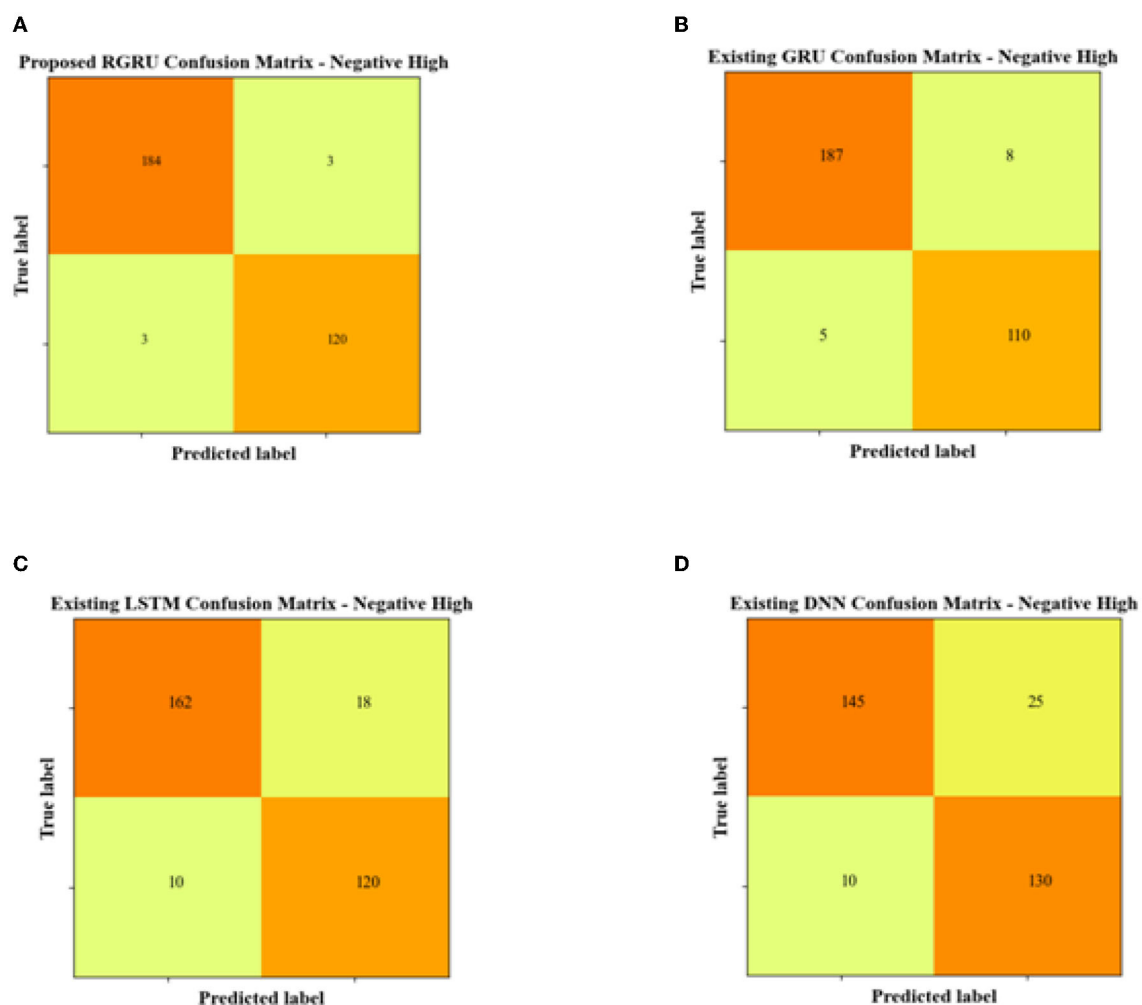 A
Proposed RGRU Confusion Matrix - Negative High
184
3
3
120
True label
Predicted label
B
Existing GRU Confusion Matrix - Negative High
187
8
5
110
True label
Predicted label
C
Existing LSTM Confusion Matrix - Negative High
162
18
10
120
True label
Predicted label
D
Existing DNN Confusion Matrix - Negative High
145
25
10
130
True label
Predicted label